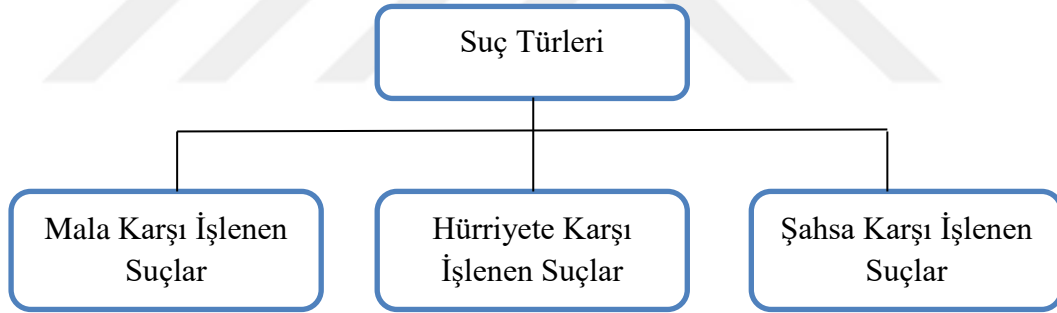 Suç Türleri
Mala Karşı İşlenen
Suçlar
Hürriyete Karşı
İşlenen Suçlar
Şahsa Karşı İşlenen
Suçlar